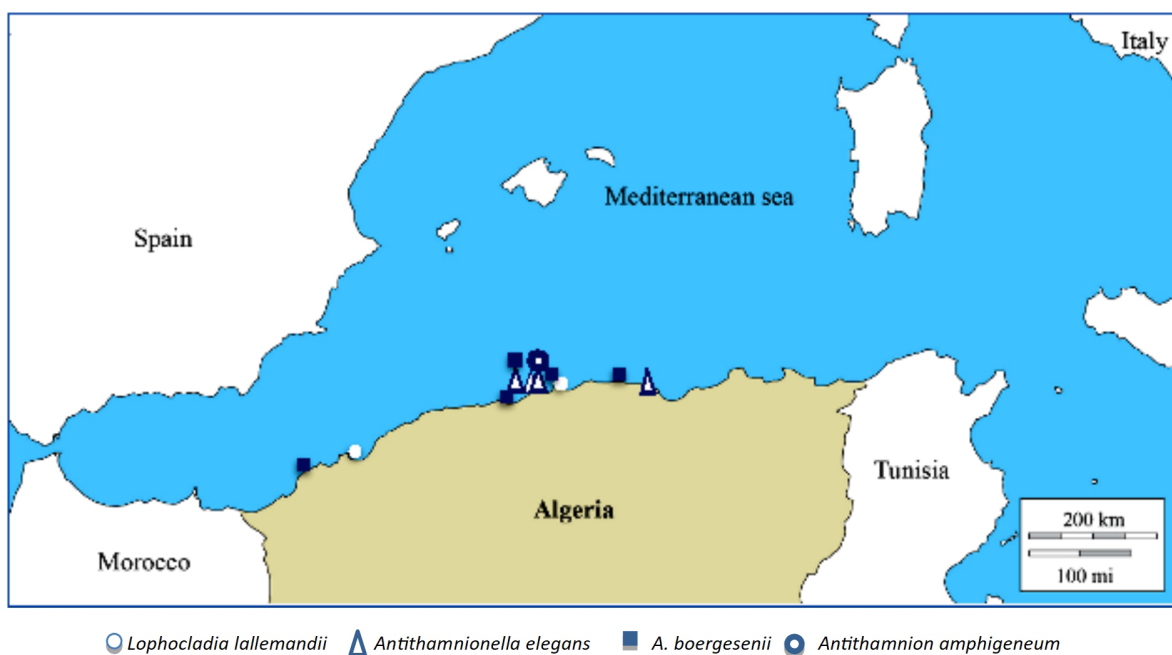 Italy
Mediterranean sea
Spain
Tunisia
Algeria
200 km
Morocco
100 mi
Lophocladia lallemandii Antithamnionella elegans A. boergesenii Antithamnion amphigeneum